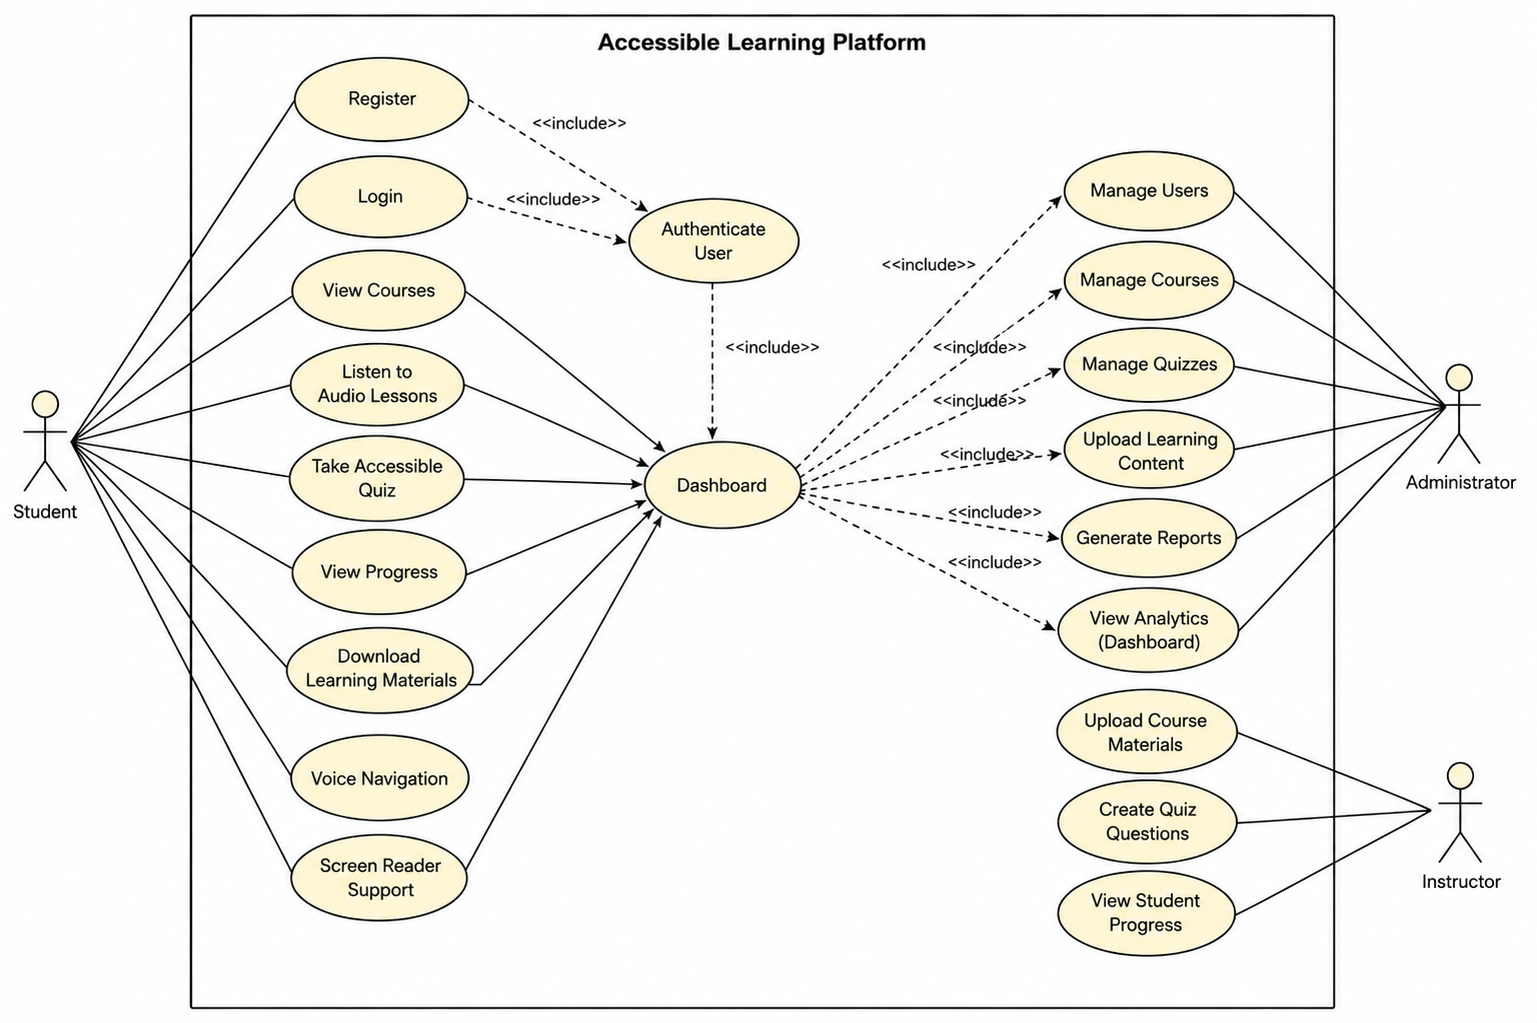 Accessible Learning Platform
Register
<<include>>
Login
<<include>>
Authenticate
User
View Courses
<<include>>
Listen to
Audio Lessons
Take Accessible
Quiz
Student
Dashboard
View Progress
Download
Learning Materials
Voice Navigation
Screen Reader
Support
<<include>>
<<include>>
<<include>>
<<include>>
<<include>>
<<include>>
Manage Users
Manage Courses
Manage Quizzes
Upload Learning
Content
Generate Reports
View Analytics
(Dashboard)
Administrator
Upload Course
Materials
Create Quiz
Questions
View Student
Progress
Instructor